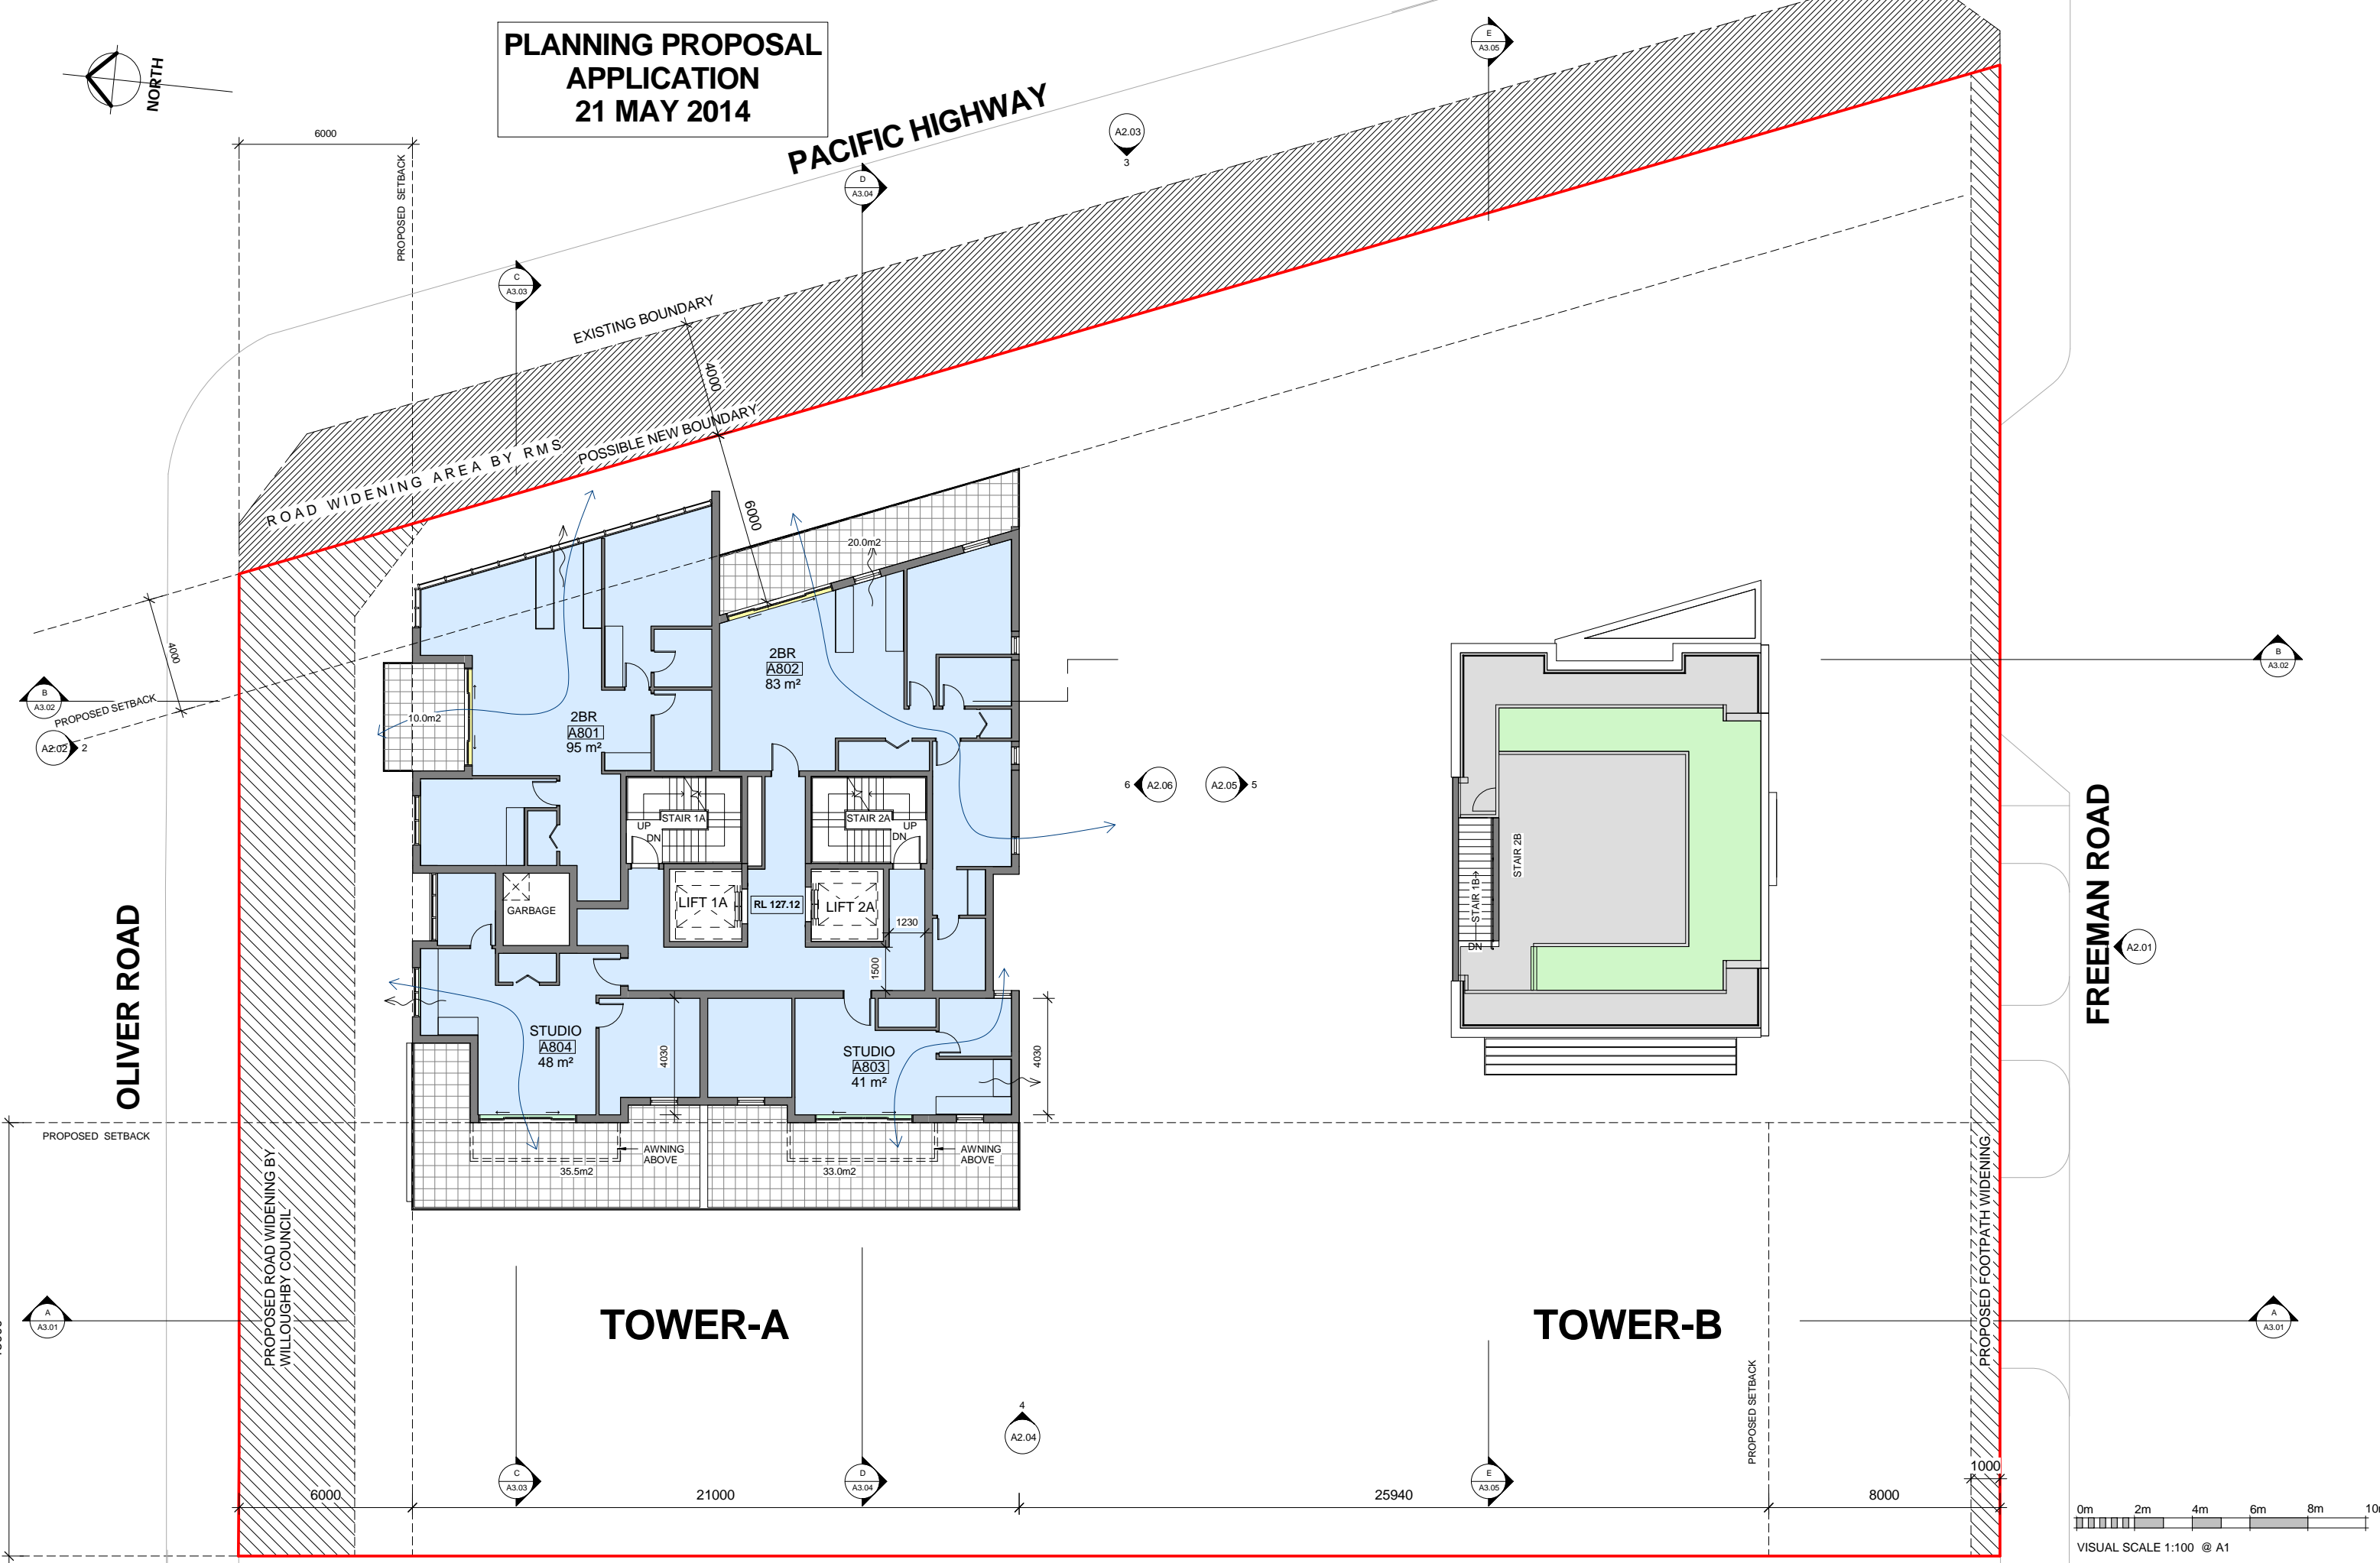 PLANNING PROPOSAL
APPLICATION
21 MAY 2014
NORTH
6000
PROPOSED SETBACK
PACIFIC HIGHWAY
E
A3.05
A2.03
3
D
A3.04
C
A3.03
EXISTING BOUNDARY
4000
POSSIBLE NEW BOUNDARY
ROAD WIDENING AREA BY RMS
6000
20.0m2
4000
B
A3.02
PROPOSED SETBACK
A2.02
2
10.0m2
2BR
A801
95 m²
2BR
A802
83 m²
B
A3.02
STAIR 1A
UP
DN
STAIR 2A
UP
DN
6
A2.06
A2.05
5
GARBAGE
LIFT 1A
RL 127.12
LIFT 2A
1230
1500
STAIR 2B
STAIR 1B
DN
OLIVER ROAD
FREEMAN ROAD
A2.01
STUDIO
A804
48 m²
4030
STUDIO
A803
41 m²
4030
PROPOSED SETBACK
AWNING
ABOVE
35.5m2
33.0m2
AWNING
ABOVE
PROPOSED ROAD WIDENING BY
WILLOUGHBY COUNCIL
PROPOSED FOOTPATH WIDENING
A
A3.01
TOWER-A
TOWER-B
A
A3.01
PROPOSED SETBACK
4
A2.04
C
A3.03
D
A3.04
E
A3.05
1000
6000
21000
25940
8000
0m 2m 4m 6m 8m
VISUAL SCALE 1:100 @ A1